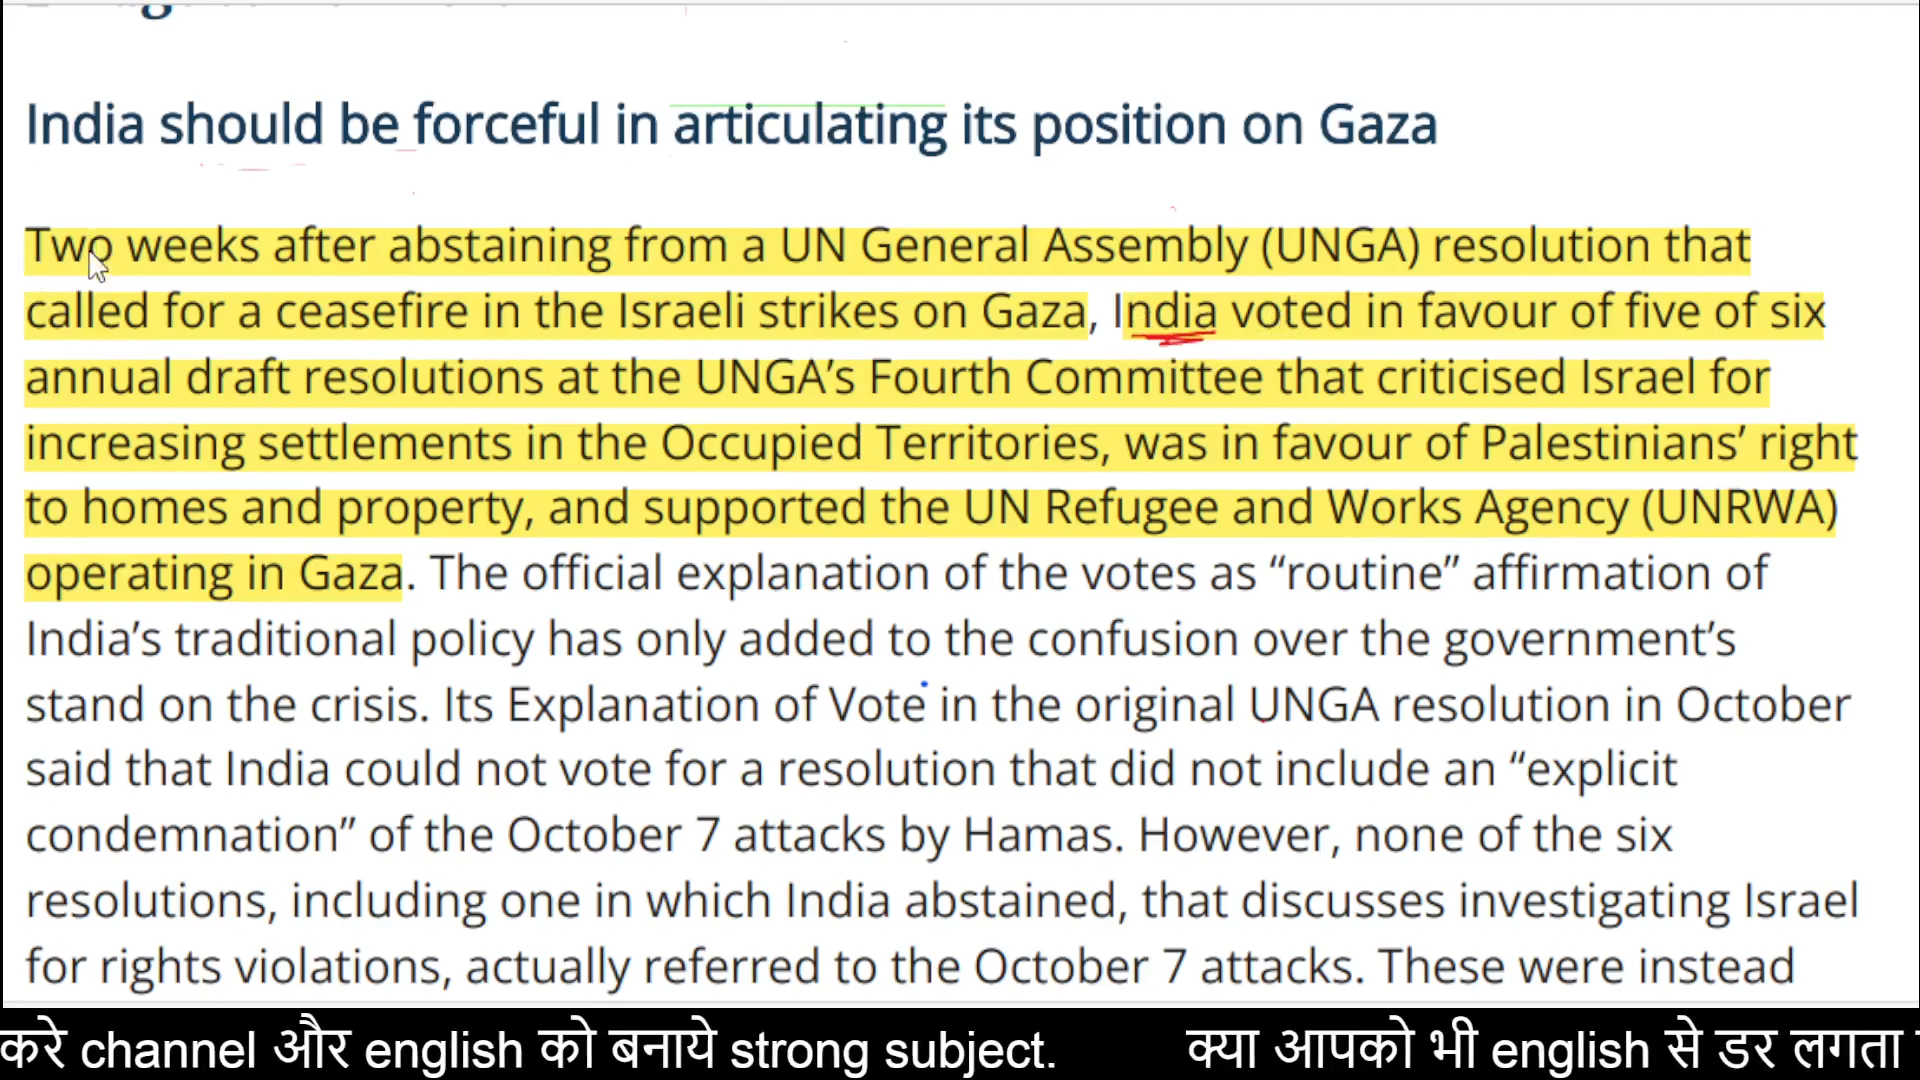 India should be forceful in articulating its position on Gaza
Two weeks after abstaining from a UN General Assembly (UNGA) resolution that
called for a ceasefire in the Israeli strikes on Gaza, India voted in favour of five of six
annual draft resolutions at the UNGA’s Fourth Committee that criticised Israel for
increasing settlements in the Occupied Territories, was in favour of Palestinians’ right
to homes and property, and supported the UN Refugee and Works Agency (UNRWA)
operating in Gaza. The official explanation of the votes as “routine” affirmation of
India’s traditional policy has only added to the confusion over the government’s
stand on the crisis. Its Explanation of Vote in the original UNGA resolution in October
said that India could not vote for a resolution that did not include an “explicit
condemnation” of the October 7 attacks by Hamas. However, none of the six
resolutions, including one in which India abstained, that discusses investigating Israel
for rights violations, actually referred to the October 7 attacks. These were instead
करे channel और english को बनाये strong subject. क्या आपको भी english से डर लगता